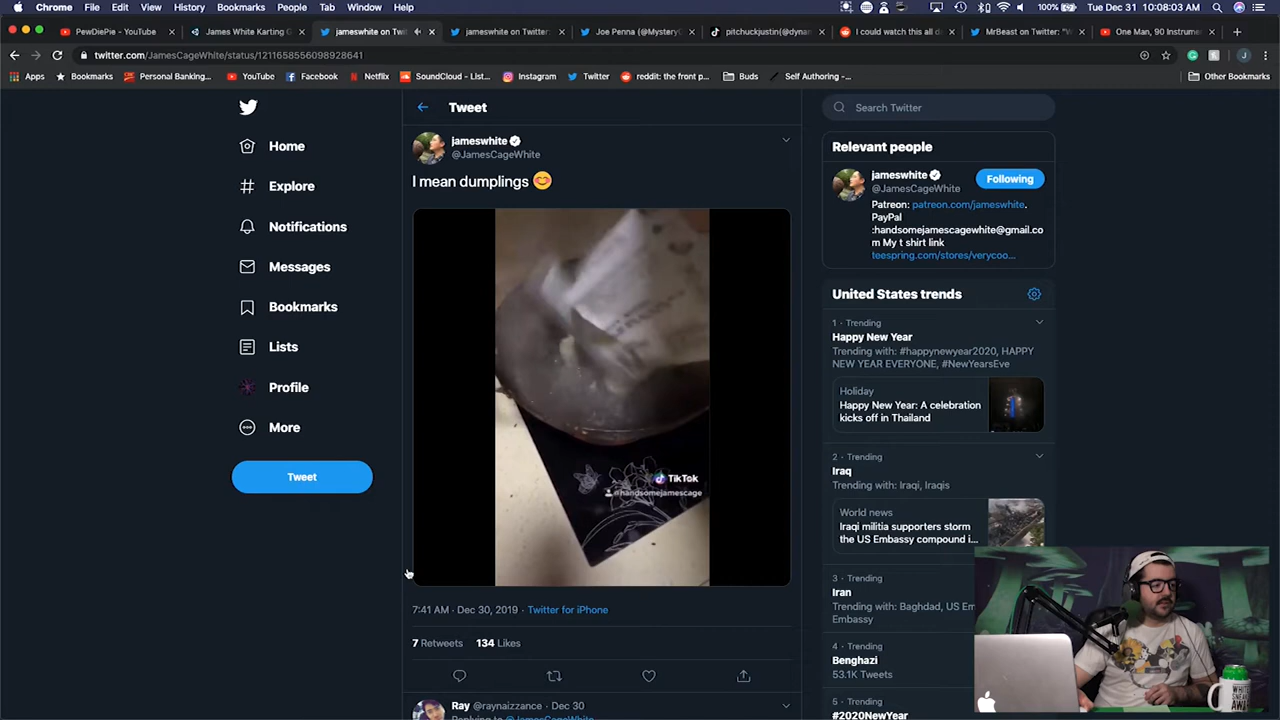 Chrome File Edit View History Bookmarks People Tab Window Help
100% Tue Dec 31 10:08:03 AM
PewDiePie - YouTube
James White Karting G
jameswhite on Twi
jameswhite on Twitter:
Joe Penna (@MysteryG
pitchuckjustin(@dynam
I could watch this all d
MrBeast on Twitter: "W
One Man, 90 Instrumen
twitter.com/JamesCageWhite/status/1211658556098928641
Apps
Bookmarks
Personal Banking...
YouTube
Facebook
Netflix
SoundCloud - List...
Instagram
Twitter
reddit: the front p...
Buds
Self Authoring -...
Other Bookmarks
Home
Explore
Notifications
Messages
Bookmarks
Lists
Profile
More
Tweet
Tweet
jameswhite
@JamesCageWhite
I mean dumplings 😊
TikTok
@handsomejamescage
7:41 AM · Dec 30, 2019 · Twitter for iPhone
7 Retweets 134 Likes
Ray @raynaizzance · Dec 30
Replying to @JamesCageWhite
Search Twitter
Relevant people
jameswhite
@JamesCageWhite
Following
Patreon: patreon.com/jameswhite.
PayPal
:handsomejamescagewhite@gmail.co
m My t shirt link
teespring.com/stores/verycoo...
United States trends
1 · Trending
Happy New Year
Trending with: #happynewyear2020, HAPPY
NEW YEAR EVERYONE, #NewYearsEve
Holiday
Happy New Year: A celebration
kicks off in Thailand
2 · Trending
Iraq
Trending with: Iraqi, Iraqis
World news
Iraqi militia supporters storm
the US Embassy compound i...
3 · Trending
Iran
Trending with: Baghdad, US Em
Embassy
4 · Trending
Benghazi
53.1K Tweets
5 · Trending
#2020NewYear